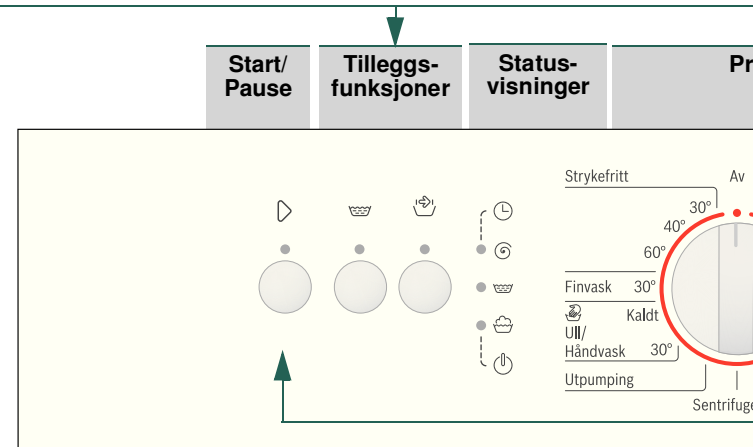 Start/
Pause
Tilleggs-
funksjoner
Status-
visninger
Pr
Strykefritt
Av
30°
40°
60°
Finvask 30°
Kaldt
Ull/
Håndvask 30°
Utpumping
Sentrifuge